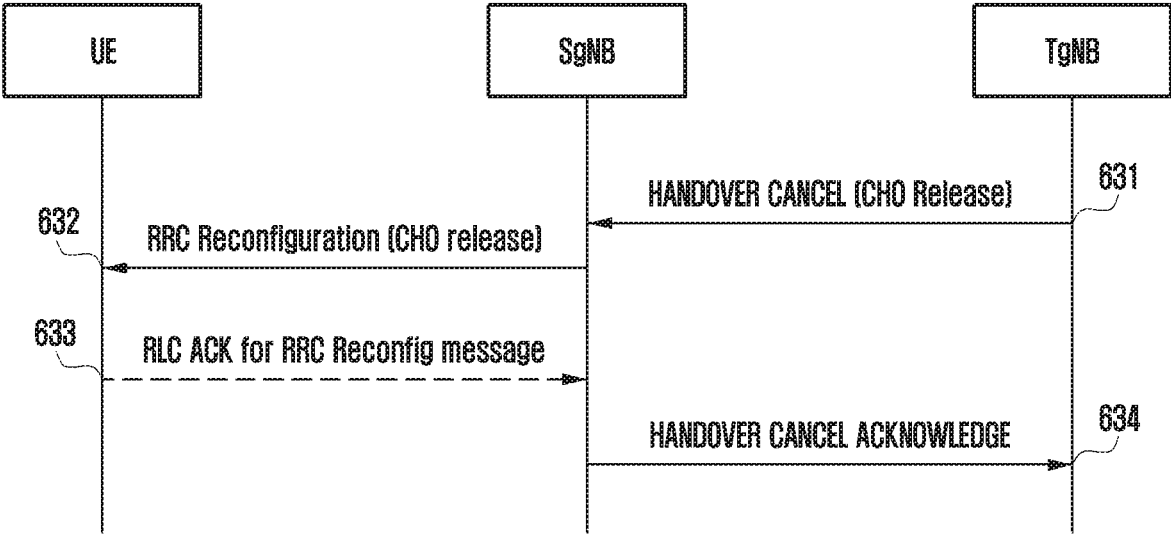 UE
SgNB
TgNB
HANDOVER CANCEL (CHO Release)
631
632
RRC Reconfiguration (CHO release)
633
RLC ACK for RRC Reconfig message
HANDOVER CANCEL ACKNOWLEDGE
634